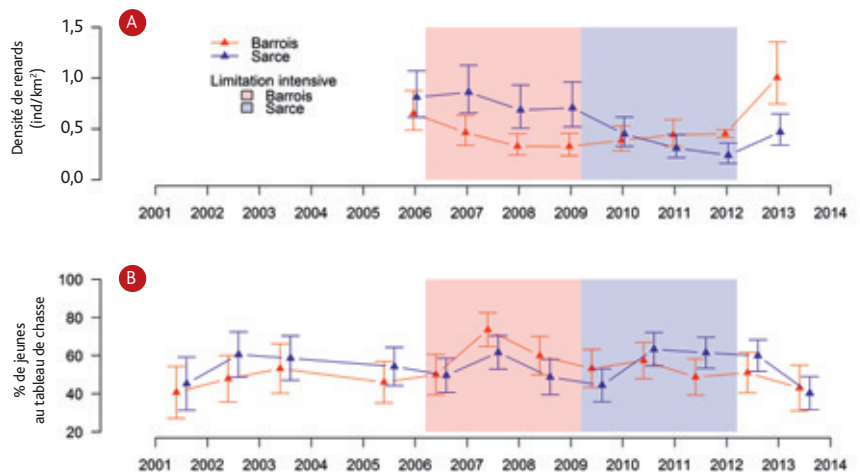 A
Densité de renards
(ind/km²)
1,5
1,0
0,5
0,0
Barrois
Sarce
Limitation intensive
Barrois
Sarce
2001 2002 2003 2004 2005 2006 2007 2008 2009 2010 2011 2012 2013 2014
B
% de jeunes
au tableau de chasse
100
80
60
40
20
2001 2002 2003 2004 2005 2006 2007 2008 2009 2010 2011 2012 2013 2014